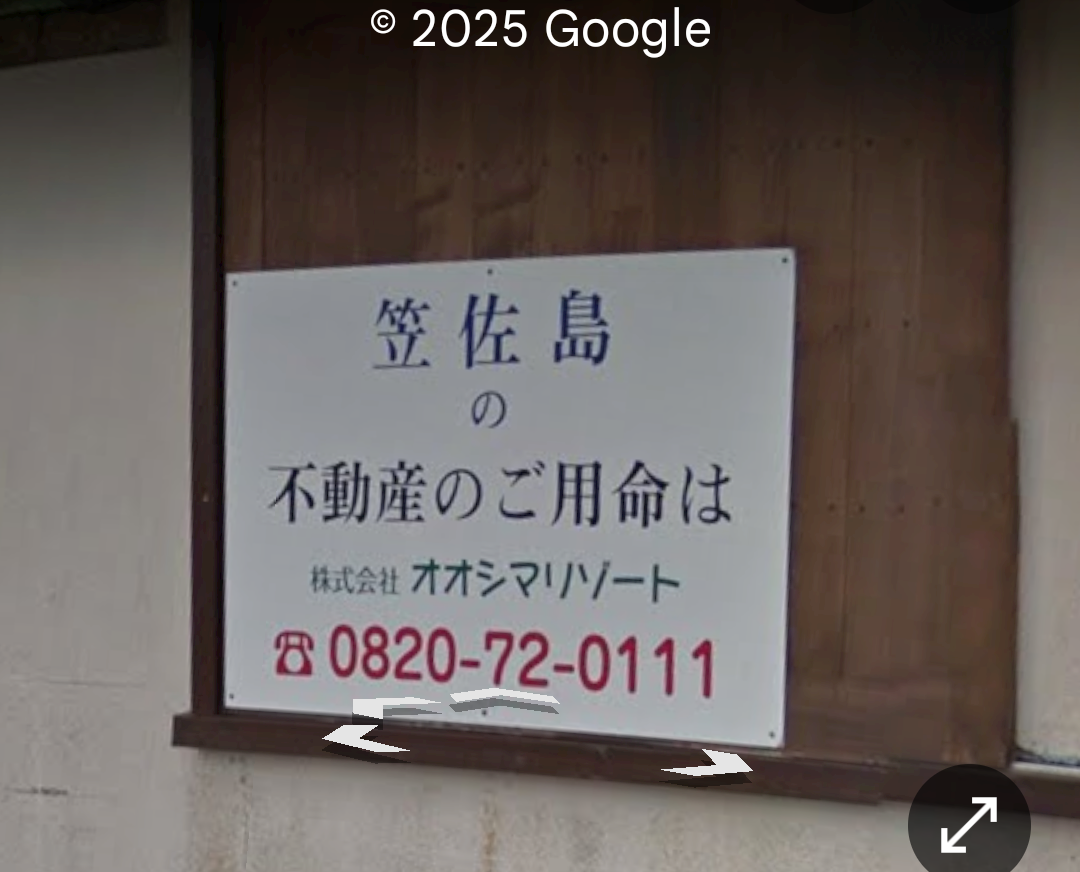 © 2025 Google
笠佐島
の
不動産のご用命は
株式会社 オオシマリゾート
☎ 0820-72-0111